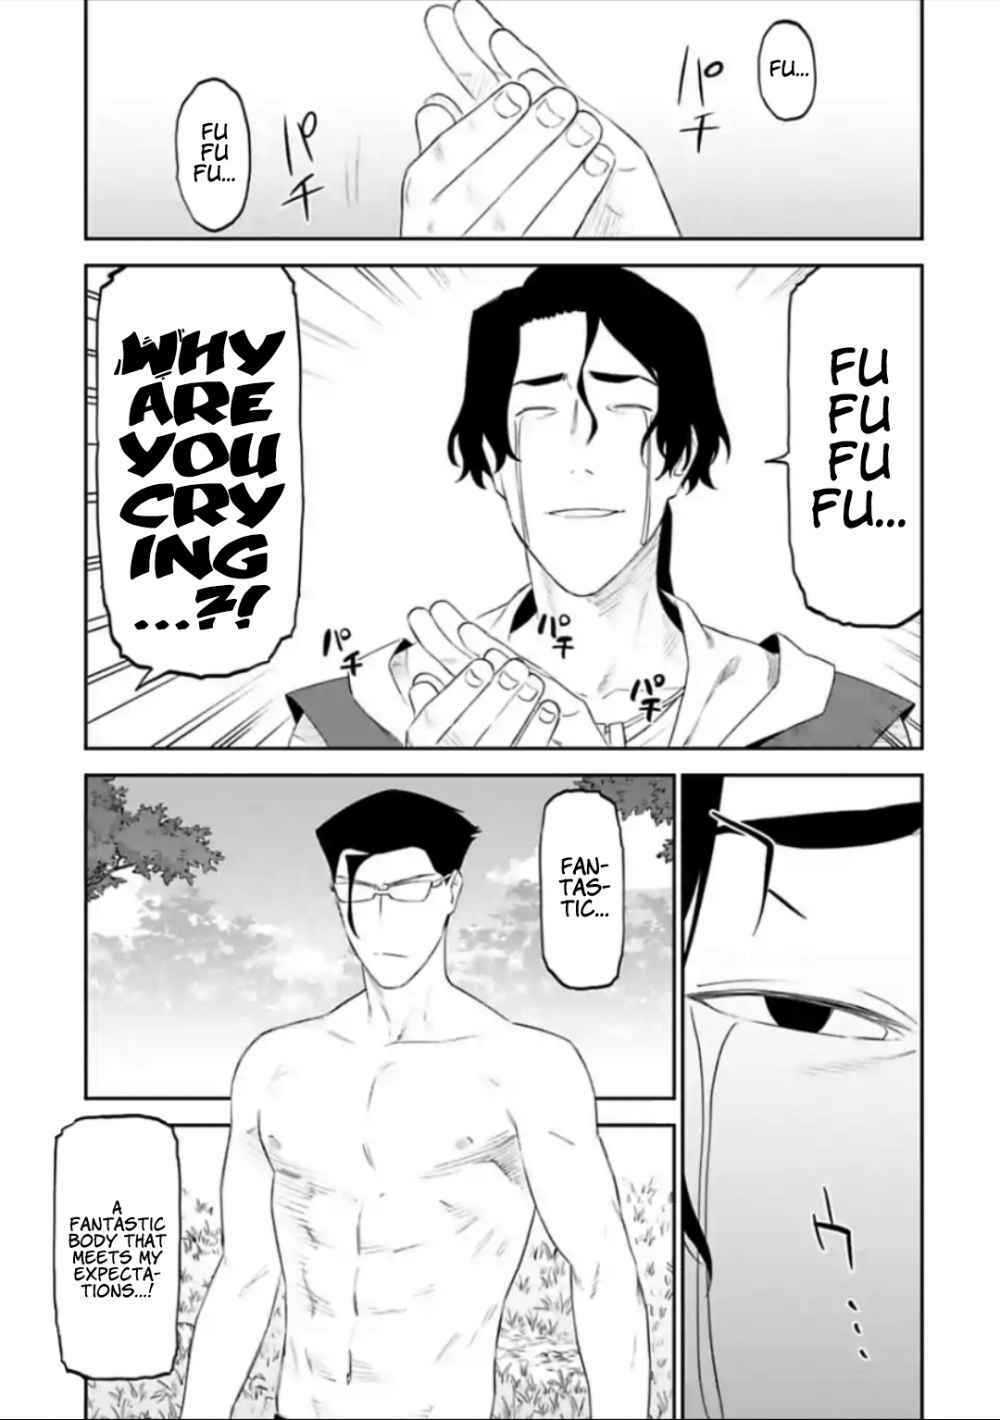 FU...
パチ
パチ
FU
FU
FU...
FU
FU
FU
FU...
WHY
ARE
YOU
CRY
ING
...?!
パチ
パチ
パチ
FAN-
TAS-
TIC...
A
FANTASTIC
BODY THAT
MEETS MY
EXPECTA-
TIONS...!